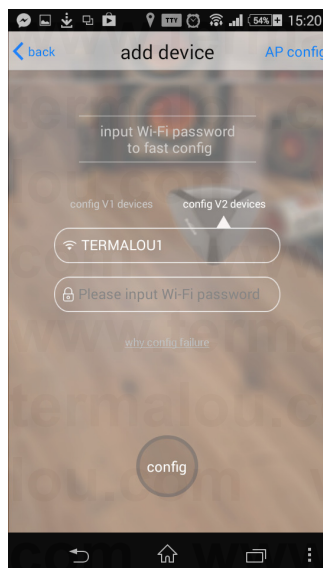 TTY 54% 15:20
back add device AP config
input Wi-Fi password
to fast config
config V1 devices config V2 devices
TERMALOU1
Please input Wi-Fi password
why config failure
config